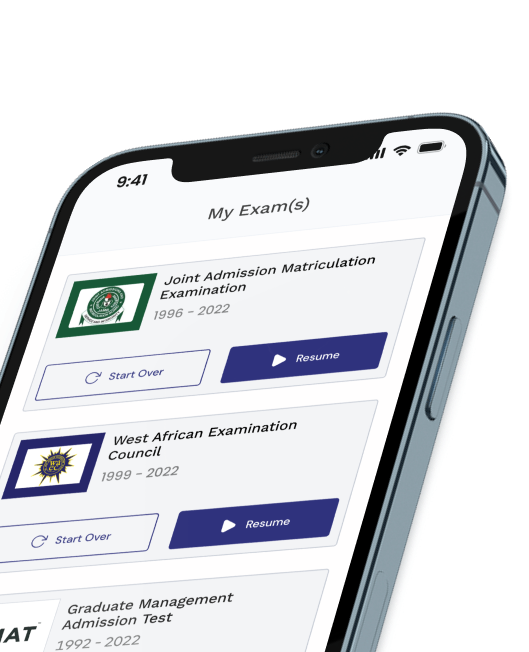 9:41
My Exam(s)
Joint Admission Matriculation
Examination
1996 - 2022
Start Over
Resume
West African Examination
Council
1999 - 2022
Start Over
Resume
Graduate Management
Admission Test
1992 - 2022